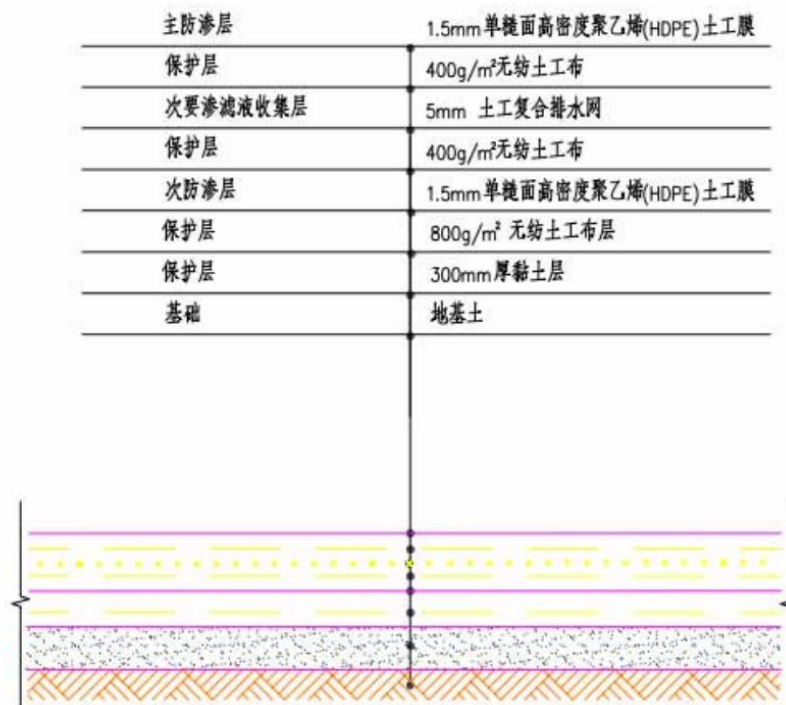 主防渗层 1.5mm单糙面高密度聚乙烯(HDPE)土工膜
保护层 400g/m²无纺土工布
次要渗滤液收集层 5mm 土工复合排水网
保护层 400g/m²无纺土工布
次防渗层 1.5mm单糙面高密度聚乙烯(HDPE)土工膜
保护层 800g/m² 无纺土工布层
保护层 300mm厚黏土层
基础 地基土